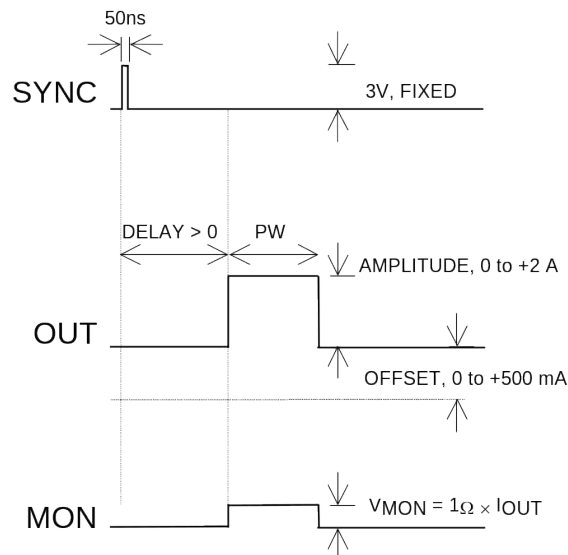 50ns
SYNC
3V, FIXED
DELAY > 0
PW
AMPLITUDE, 0 to +2 A
OUT
OFFSET, 0 to +500 mA
MON
VMON = 1Ω × IOUT